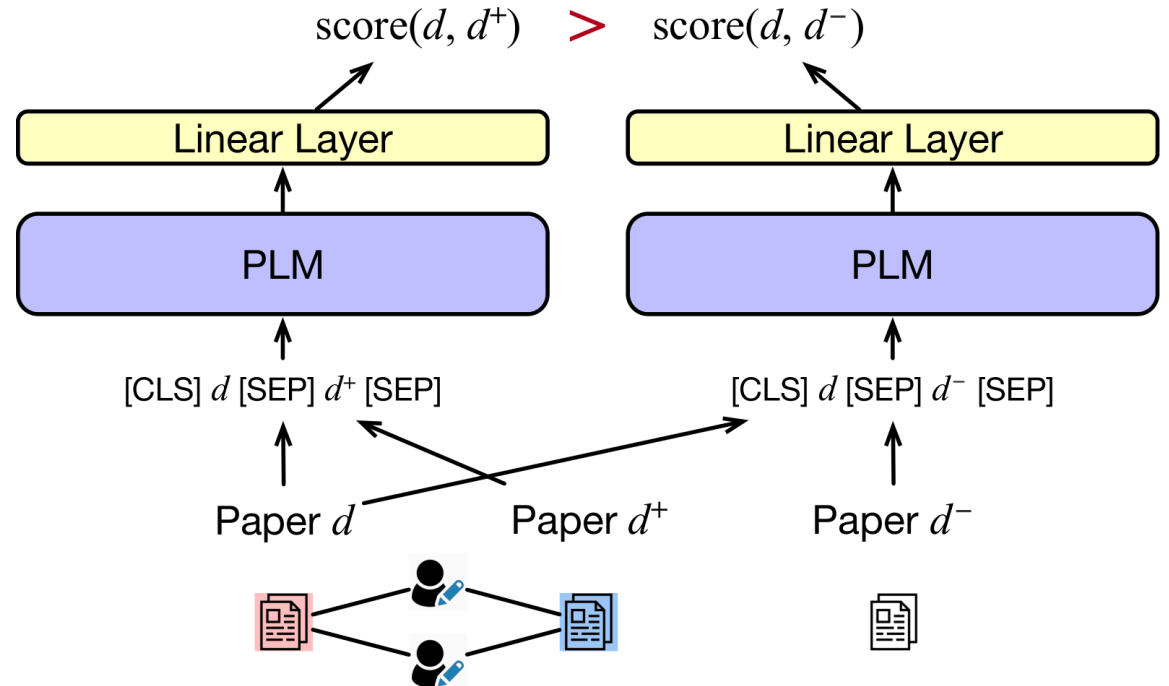 score(d, d⁺) > score(d, d⁻)
Linear Layer Linear Layer
PLM PLM
[CLS] d [SEP] d⁺ [SEP] [CLS] d [SEP] d⁻ [SEP]
Paper d Paper d⁺ Paper d⁻